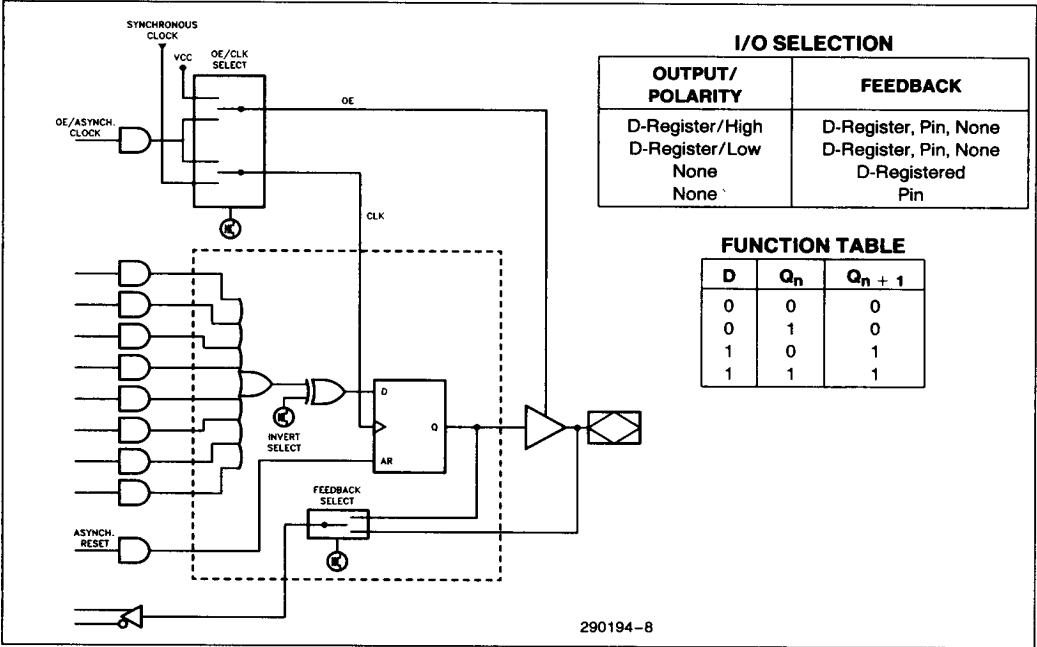 SYNCHRONOUS
CLOCK
VCC
OE/CLK
SELECT
OE
OE/ASYNCH.
CLOCK
CLK
D
Q
AR
INVERT
SELECT
FEEDBACK
SELECT
ASYNCH.
RESET
I/O SELECTION
OUTPUT/
POLARITY
FEEDBACK
D-Register/High D-Register, Pin, None
D-Register/Low D-Register, Pin, None
None D-Registered
None Pin
FUNCTION TABLE
D Qn Qn + 1
0 0 0
0 1 0
1 0 1
1 1 1
290194-8